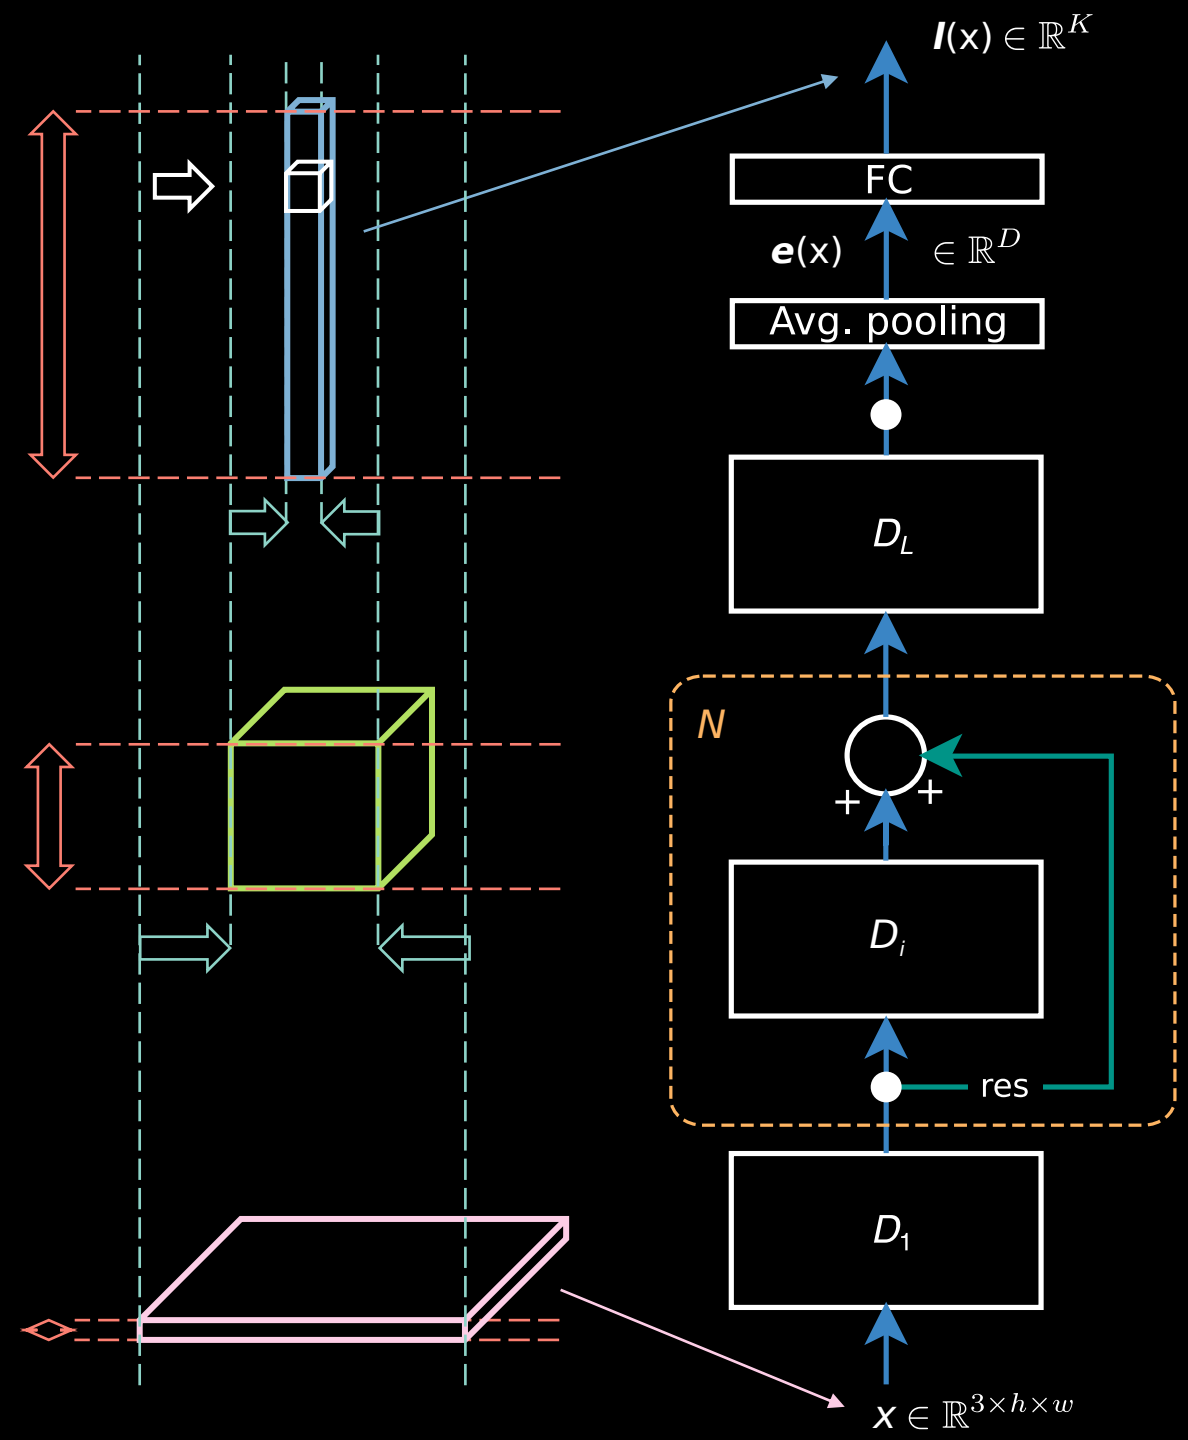 l(x) ∈ ℝ^K
FC
e(x) ∈ ℝ^D
Avg. pooling
D_L
N
+ +
D_i
res
D_1
x ∈ ℝ^{3×h×w}